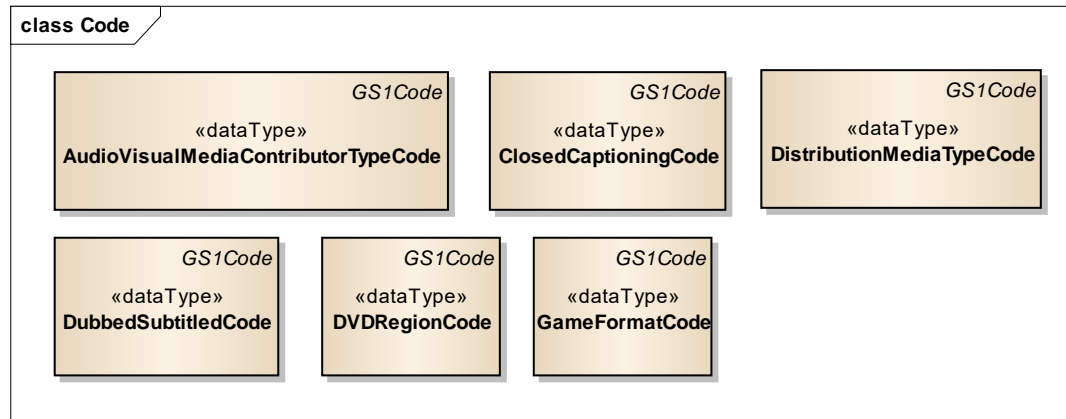 class Code
GS1Code
«dataType»
AudioVisualMediaContributorTypeCode
GS1Code
«dataType»
ClosedCaptioningCode
GS1Code
«dataType»
DistributionMediaTypeCode
GS1Code
«dataType»
DubbedSubtitledCode
GS1Code
«dataType»
DVDRegionCode
GS1Code
«dataType»
GameFormatCode